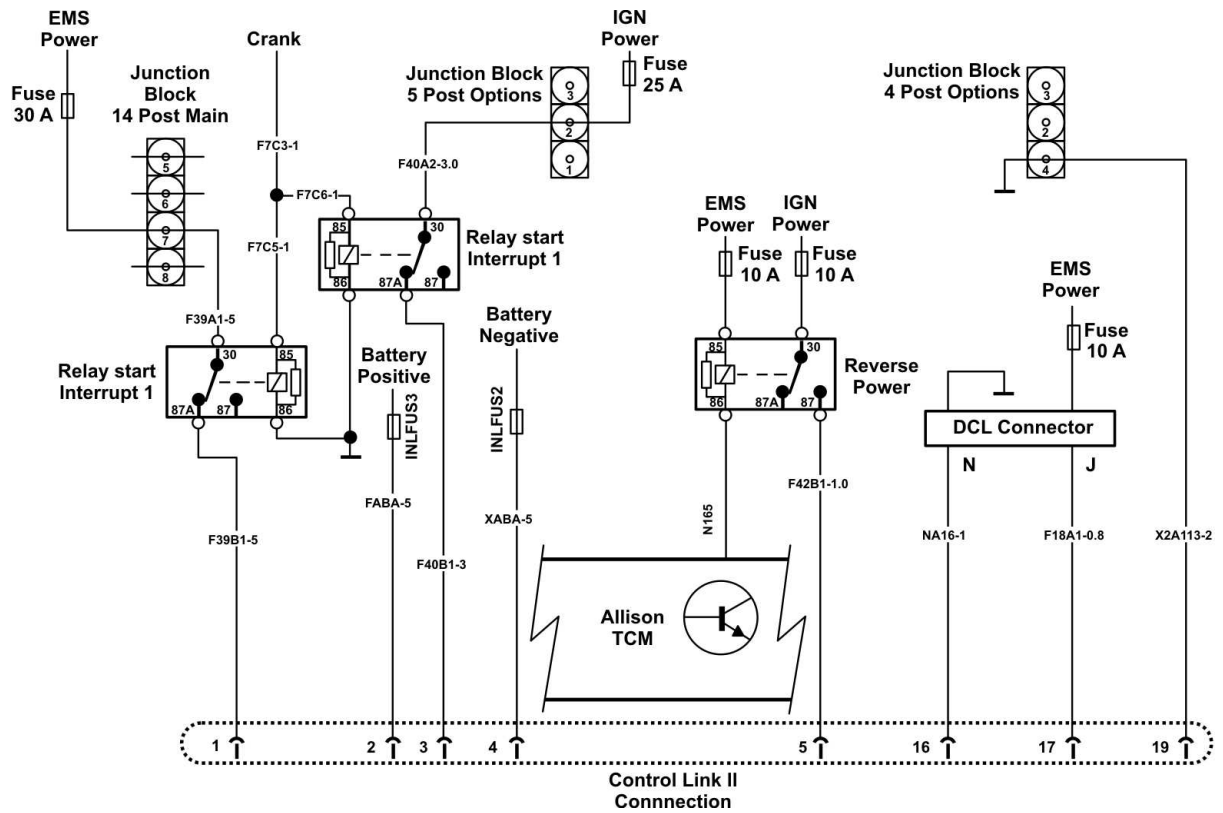 EMS
Power
Fuse
30 A
Junction
Block
14 Post Main
5
6
7
8
Crank
F7C3-1
F7C6-1
F7C5-1
F39A1-5
Junction Block
5 Post Options
3
2
1
IGN
Power
Fuse
25 A
F40A2-3.0
85
30
86
87A
87
Relay start
Interrupt 1
Relay start
Interrupt 1
30
85
87A
87
86
Battery
Positive
INLFUS3
Battery
Negative
INLFUS2
EMS
Power
Fuse
10 A
IGN
Power
Fuse
10 A
85
30
86
87A
87
Reverse
Power
Junction Block
4 Post Options
3
2
4
EMS
Power
Fuse
10 A
DCL Connector
N
J
F39B1-5
FABA-5
F40B1-3
XABA-5
N165
F42B1-1.0
NA16-1
F18A1-0.8
X2A113-2
Allison
TCM
1
2
3
4
5
16
17
19
Control Link II
Connnection